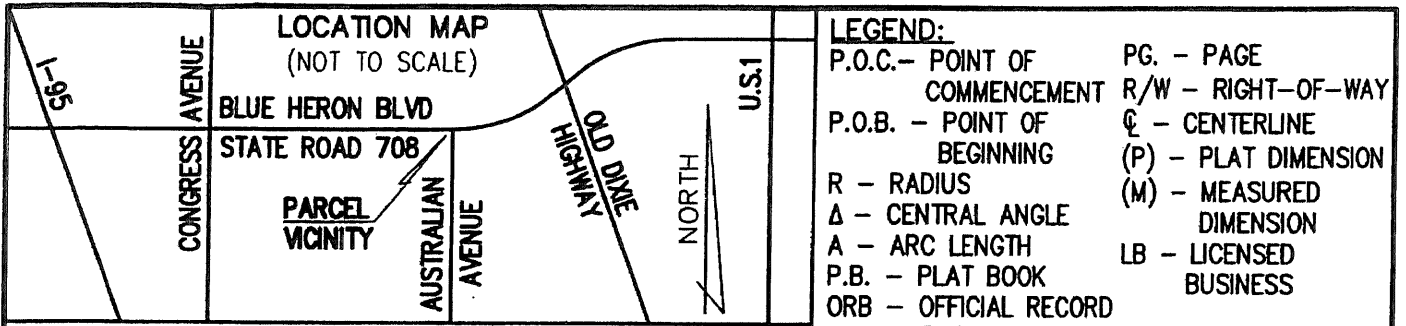 LOCATION MAP
(NOT TO SCALE)
I-95
CONGRESS AVENUE
BLUE HERON BLVD
STATE ROAD 708
PARCEL
VICINITY
AUSTRALIAN
AVENUE
OLD DIXIE
HIGHWAY
NORTH
U.S.1
LEGEND:
P.O.C.- POINT OF
COMMENCEMENT
P.O.B. - POINT OF
BEGINNING
R - RADIUS
Δ - CENTRAL ANGLE
A - ARC LENGTH
P.B. - PLAT BOOK
ORB - OFFICIAL RECORD
PG. - PAGE
R/W - RIGHT-OF-WAY
℄ - CENTERLINE
(P) - PLAT DIMENSION
(M) - MEASURED
DIMENSION
LB - LICENSED
BUSINESS